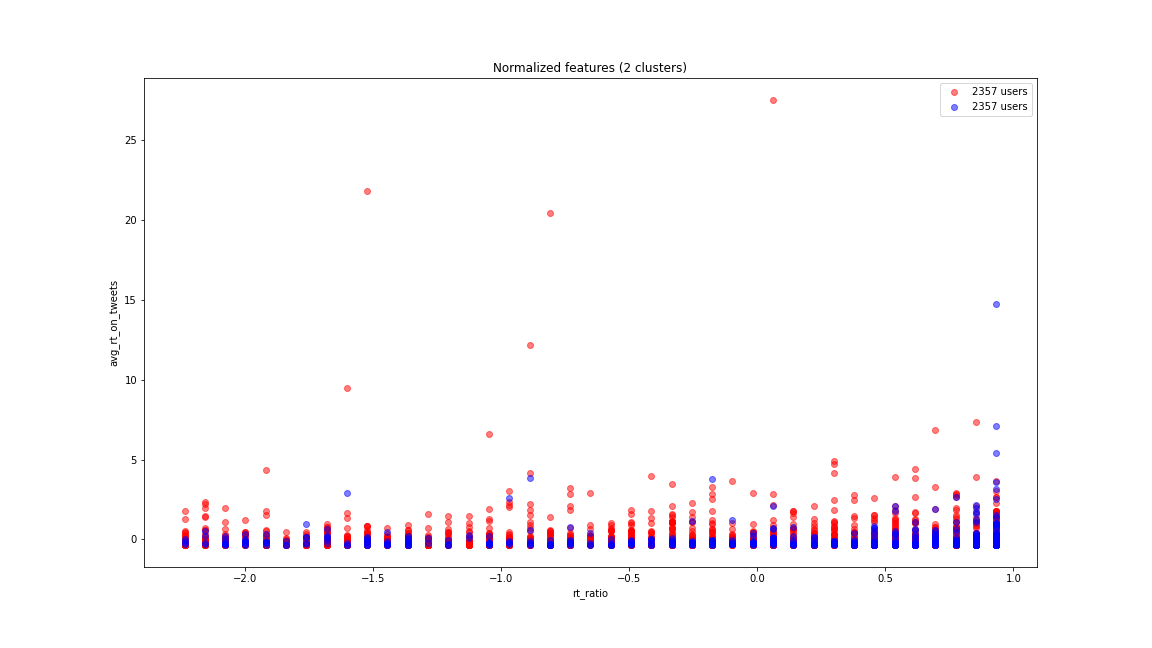 Normalized features (2 clusters)
2357 users
2357 users
avg_rt_on_tweets
25
20
15
10
5
0
−2.0 −1.5 −1.0 −0.5 0.0 0.5 1.0
rt_ratio